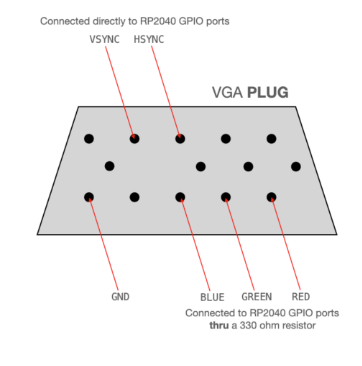 Connected directly to RP2040 GPIO ports
VSYNC HSYNC
VGA PLUG
GND
BLUE GREEN RED
Connected to RP2040 GPIO ports
thru a 330 ohm resistor